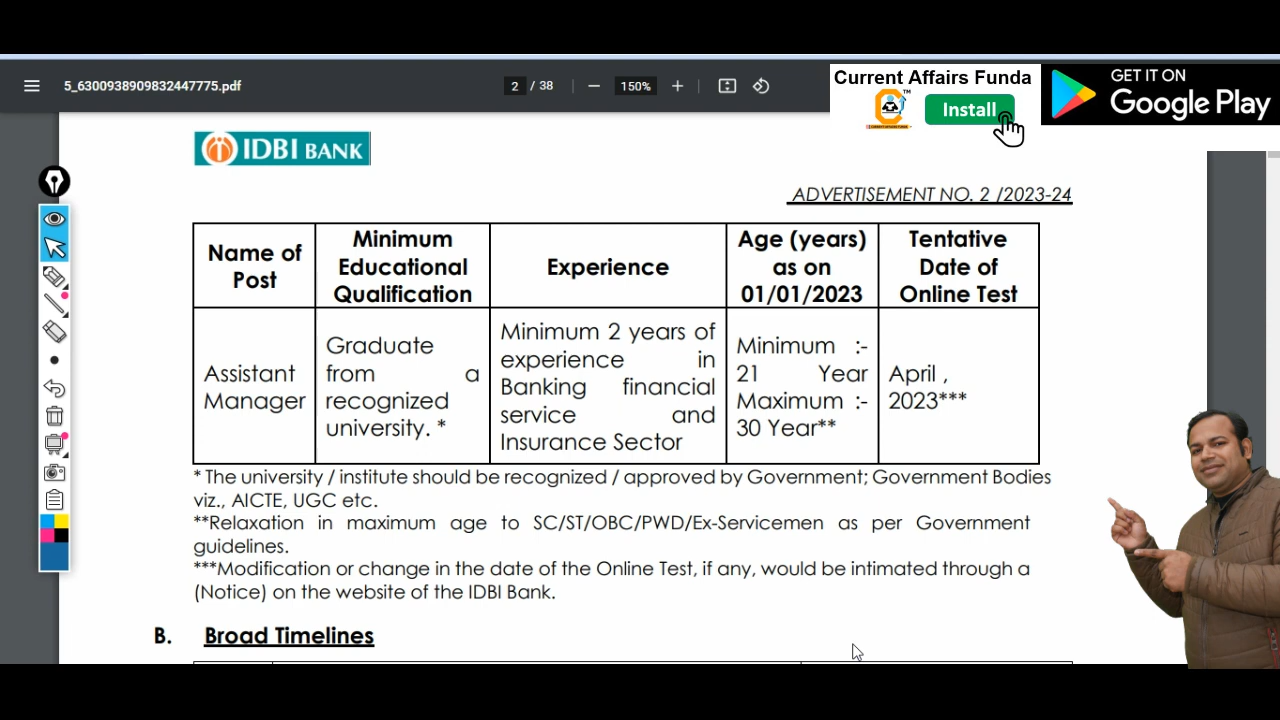 5_6300938909832447775.pdf
2 / 38
150%
Current Affairs Funda
TM
Install
GET IT ON
Google Play
IDBI BANK
ADVERTISEMENT NO. 2 /2023-24
Name of
Post
Minimum
Educational
Qualification
Experience
Age (years)
as on
01/01/2023
Tentative
Date of
Online Test
Assistant
Manager
Graduate
from a
recognized
university. *
Minimum 2 years of
experience in
Banking financial
service and
Insurance Sector
Minimum :-
21 Year
Maximum :-
30 Year**
April ,
2023***
* The university / institute should be recognized / approved by Government; Government Bodies
viz., AICTE, UGC etc.
**Relaxation in maximum age to SC/ST/OBC/PWD/Ex-Servicemen as per Government
guidelines.
***Modification or change in the date of the Online Test, if any, would be intimated through a
(Notice) on the website of the IDBI Bank.
B. Broad Timelines